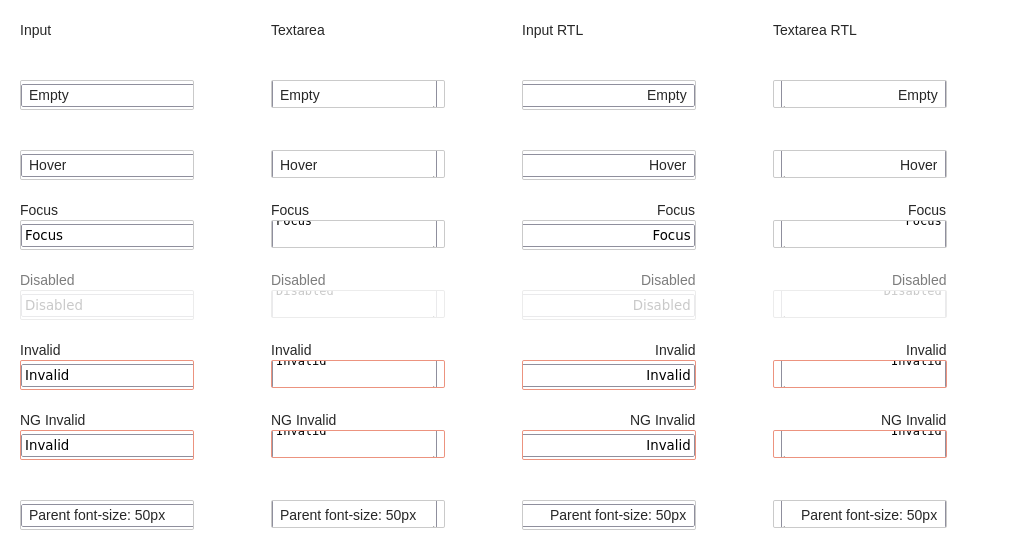 Input Textarea Input RTL Textarea RTL
Empty Empty Empty Empty
Hover Hover Hover Hover
Focus Focus Focus Focus
Focus Focus Focus Focus
Disabled Disabled Disabled Disabled
Disabled Disabled Disabled Disabled
Invalid Invalid Invalid Invalid
Invalid Invalid Invalid Invalid
NG Invalid NG Invalid NG Invalid NG Invalid
Invalid Invalid Invalid Invalid
Parent font-size: 50px Parent font-size: 50px Parent font-size: 50px Parent font-size: 50px